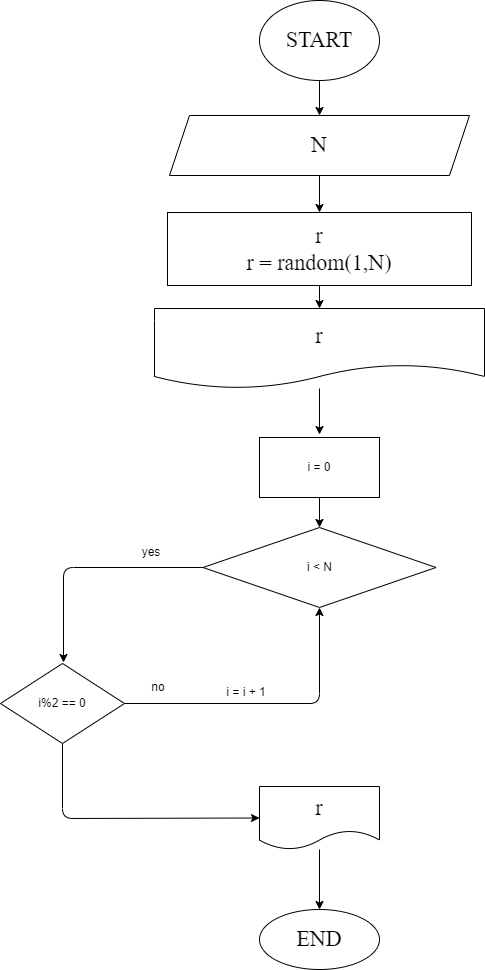 START
N
r
r = random(1,N)
r
i = 0
i < N
yes
i%2 == 0
no
i = i + 1
r
END